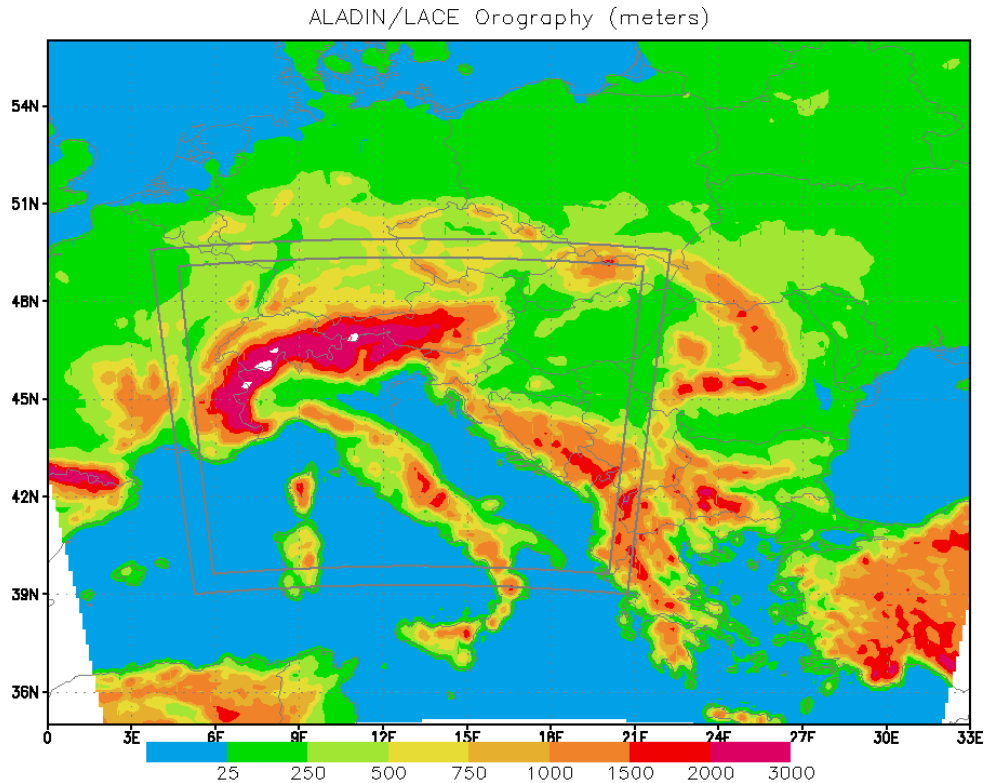 ALADIN/LACE Orography (meters)
54N
51N
48N
45N
42N
39N
36N
0 3E 6E 9E 12E 15E 18E 21E 24E 27E 30E 33E
25 250 500 750 1000 1500 2000 3000